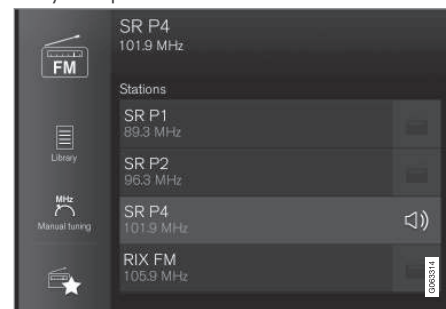 FM
SR P4
101.9 MHz
Stations
SR P1
89.3 MHz
SR P2
96.3 MHz
SR P4
101.9 MHz
RIX FM
105.9 MHz
Library
MHz
Manual tuning
G063314